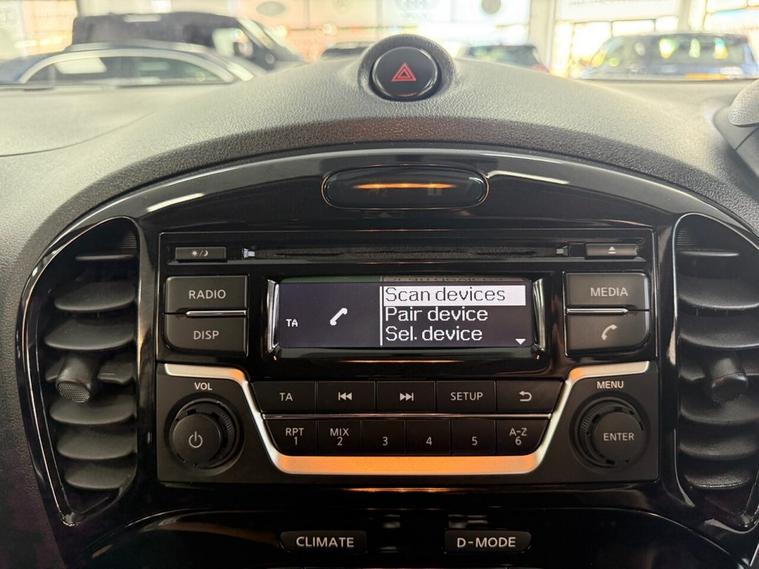 RADIO
DISP
TA
Scan devices
Pair device
Sel. device
MEDIA
VOL
MENU
TA
SETUP
RPT
1
MIX
2
3
4
5
A-Z
6
ENTER
CLIMATE
D-MODE